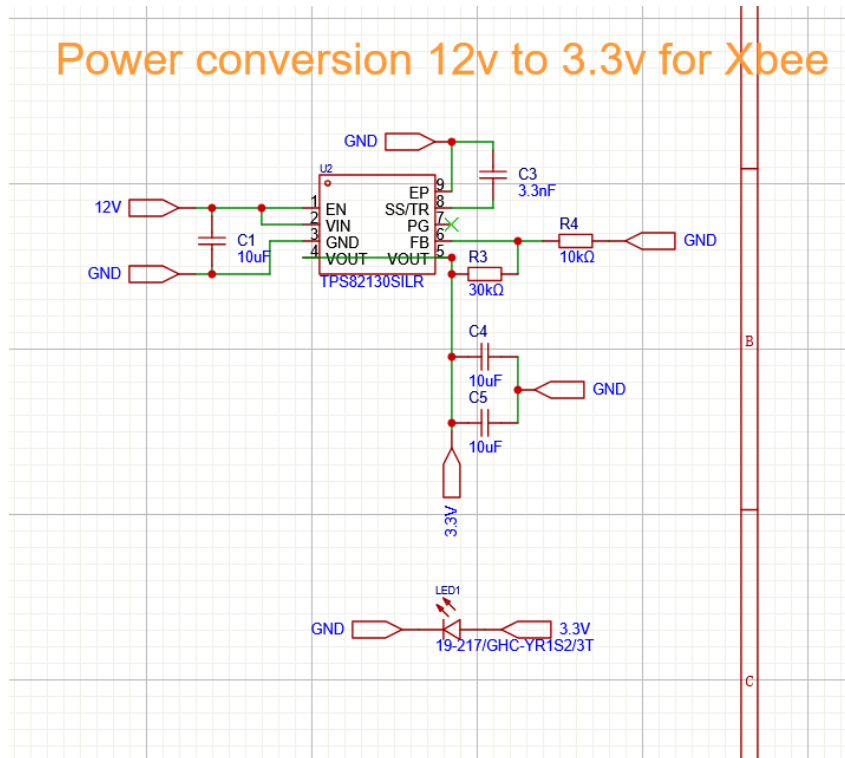 Power conversion 12v to 3.3v for Xbee
GND
U2
9
EP
C3
3.3nF
12V
1
EN
SS/TR
8
2
VIN
PG
7
C1
10uF
3
GND
FB
6
R4
10kΩ
GND
GND
4
VOUT
VOUT
5
R3
30kΩ
TPS82130SILR
C4
10uF
GND
C5
10uF
B
3.3V
LED1
GND
3.3V
19-217/GHC-YR1S2/3T
C